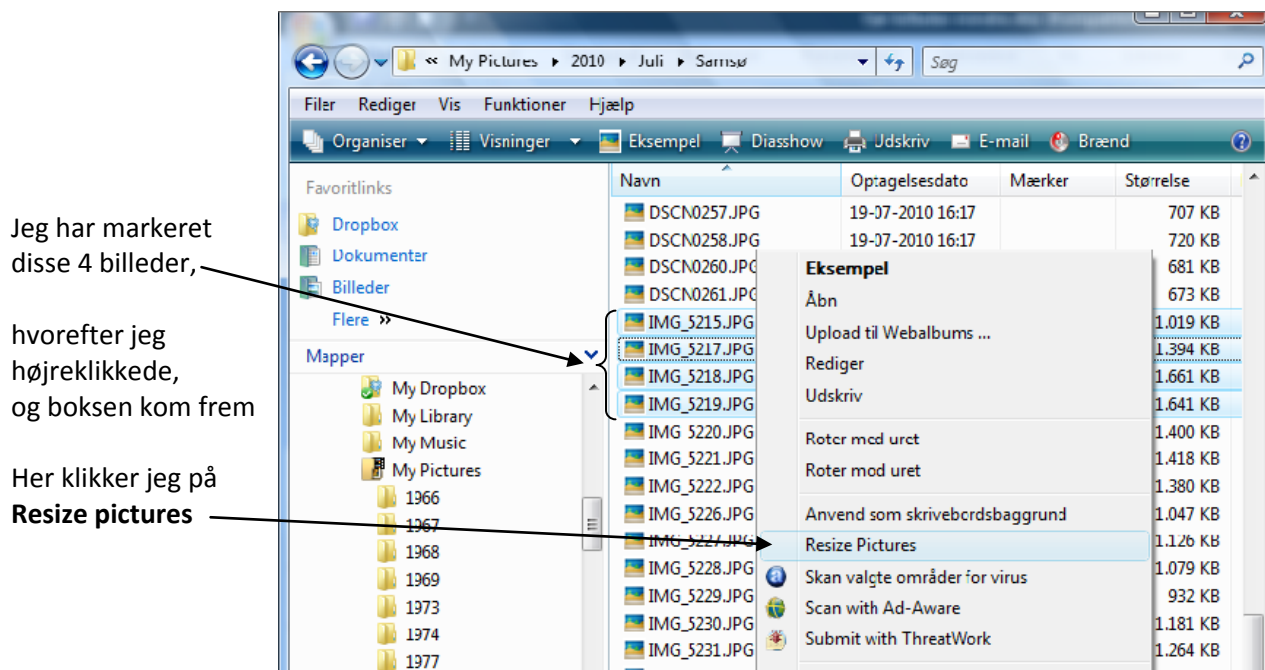 « My Pictures ▸ 2010 ▸ Juli ▸ Samsø
Søg
Filer Rediger Vis Funktioner Hjælp
Organiser Visninger Eksempel Diasshow Udskriv E-mail Brænd
Favoritlinks
Dropbox
Dokumenter
Billeder
Flere »
Mapper
My Dropbox
My Library
My Music
My Pictures
1966
1967
1968
1969
1973
1974
1977
Jeg har markeret
disse 4 billeder,
hvorefter jeg
højreklikkede,
og boksen kom frem
Her klikker jeg på
Resize pictures
Navn Optagelsesdato Mærker Størrelse
DSCN0257.JPG 19-07-2010 16:17 707 KB
DSCN0258.JPG 19-07-2010 16:17 720 KB
DSCN0260.JPG 681 KB
DSCN0261.JPG 673 KB
IMG_5215.JPG 1.019 KB
IMG_5217.JPG 1.394 KB
IMG_5218.JPG 1.661 KB
IMG_5219.JPG 1.641 KB
IMG_5220.JPG 1.400 KB
IMG_5221.JPG 1.418 KB
IMG_5222.JPG 1.380 KB
IMG_5226.JPG 1.047 KB
IMG_5227.JPG 1.126 KB
IMG_5228.JPG 1.079 KB
IMG_5229.JPG 932 KB
IMG_5230.JPG 1.181 KB
IMG_5231.JPG 1.264 KB
Eksempel
Åbn
Upload til Webalbums ...
Rediger
Udskriv
Roter med uret
Roter mod uret
Anvend som skrivebordsbaggrund
Resize Pictures
Skan valgte områder for virus
Scan with Ad-Aware
Submit with ThreatWork